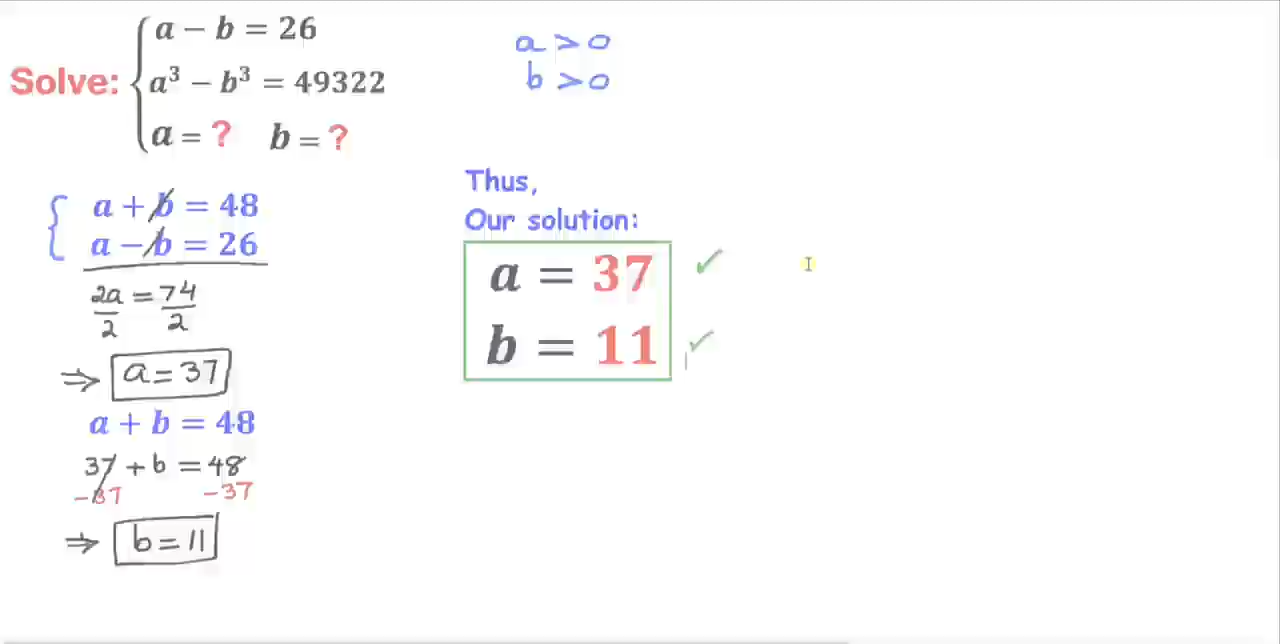 a − b = 26
Solve: a³ − b³ = 49322
a = ? b = ?
a > 0
b > 0
a + b = 48
a − b = 26
2a/2 = 74/2
⇒ a = 37
a + b = 48
37 + b = 48
−37 −37
⇒ b = 11
Thus,
Our solution:
a = 37 ✓
b = 11 ✓